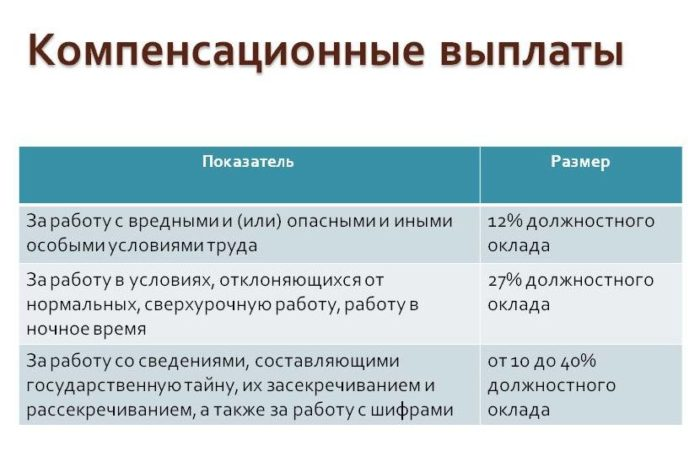 Компенсационные выплаты
Показатель
Размер
За работу с вредными и (или) опасными и иными
особыми условиями труда
12% должностного
оклада
За работу в условиях, отклоняющихся от
нормальных, сверхурочную работу, работу в
ночное время
27% должностного
оклада
За работу со сведениями, составляющими
государственную тайну, их засекречиванием и
рассекречиванием, а также за работу с шифрами
от 10 до 40%
должностного
оклада